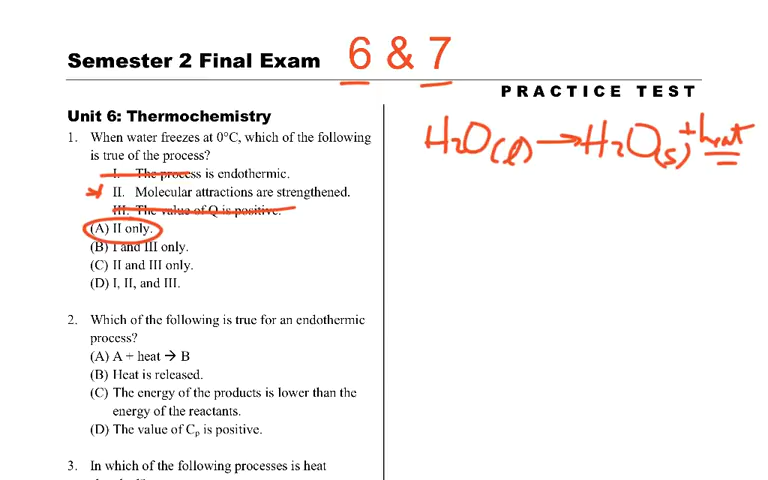 Semester 2 Final Exam 6 & 7
PRACTICE TEST
Unit 6: Thermochemistry
1. When water freezes at 0°C, which of the following
is true of the process?
I. The process is endothermic.
II. Molecular attractions are strengthened.
III. The value of Q is positive.
(A) II only.
(B) I and III only.
(C) II and III only.
(D) I, II, and III.
2. Which of the following is true for an endothermic
process?
(A) A + heat → B
(B) Heat is released.
(C) The energy of the products is lower than the
energy of the reactants.
(D) The value of Cp is positive.
3. In which of the following processes is heat
H2O(l) → H2O(s) + heat